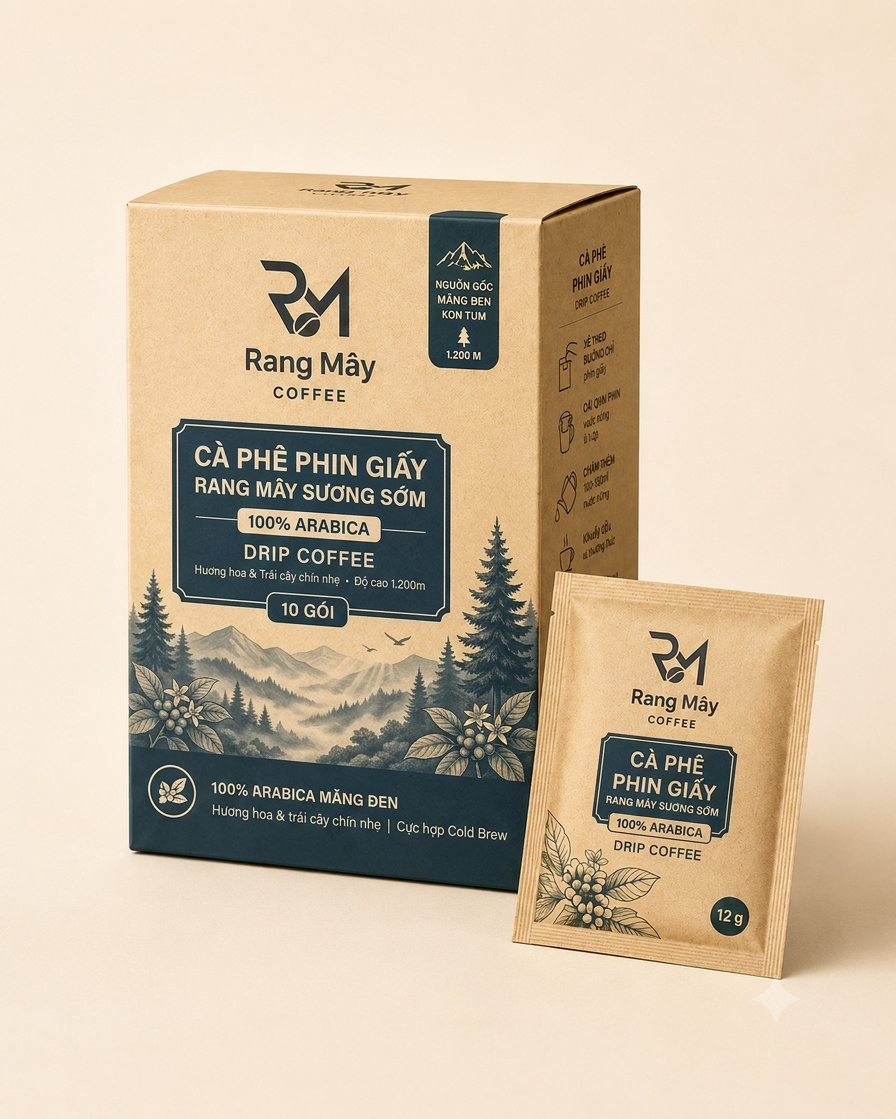 Rang Mây
COFFEE
NGUỒN GỐC
MĂNG ĐEN
KON TUM
1.200 M
CÀ PHÊ PHIN GIẤY
RANG MÂY SƯƠNG SỚM
100% ARABICA
DRIP COFFEE
Hương hoa & Trái cây chín nhẹ • Độ cao 1.200m
10 GÓI
100% ARABICA MĂNG ĐEN
Hương hoa & trái cây chín nhẹ | Cực hợp Cold Brew
CÀ PHÊ
PHIN GIẤY
DRIP COFFEE
phin giấy
Rang Mây
COFFEE
CÀ PHÊ
PHIN GIẤY
RANG MÂY SƯƠNG SỚM
100% ARABICA
DRIP COFFEE
12 g